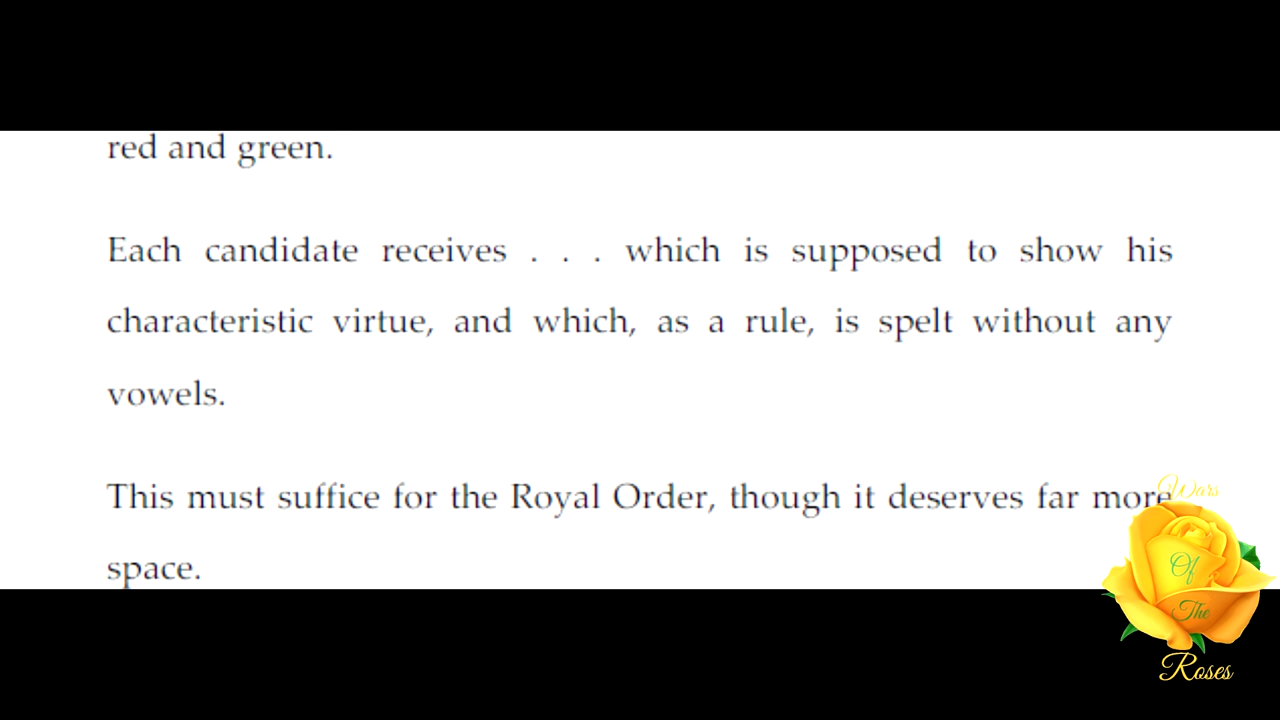 red and green.
Each candidate receives . . . which is supposed to show his
characteristic virtue, and which, as a rule, is spelt without any
vowels.
This must suffice for the Royal Order, though it deserves far more
space.
Wars
Of
The
Roses